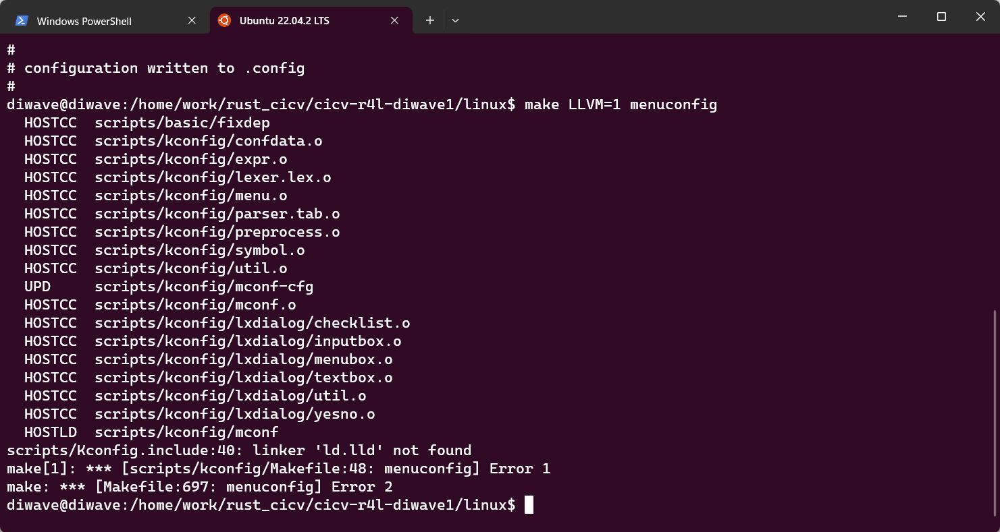 Windows PowerShell
Ubuntu 22.04.2 LTS
#
# configuration written to .config
#
diwave@diwave:/home/work/rust_cicv/cicv-r4l-diwave1/linux$ make LLVM=1 menuconfig
  HOSTCC  scripts/basic/fixdep
  HOSTCC  scripts/kconfig/confdata.o
  HOSTCC  scripts/kconfig/expr.o
  HOSTCC  scripts/kconfig/lexer.lex.o
  HOSTCC  scripts/kconfig/menu.o
  HOSTCC  scripts/kconfig/parser.tab.o
  HOSTCC  scripts/kconfig/preprocess.o
  HOSTCC  scripts/kconfig/symbol.o
  HOSTCC  scripts/kconfig/util.o
  UPD     scripts/kconfig/mconf-cfg
  HOSTCC  scripts/kconfig/mconf.o
  HOSTCC  scripts/kconfig/lxdialog/checklist.o
  HOSTCC  scripts/kconfig/lxdialog/inputbox.o
  HOSTCC  scripts/kconfig/lxdialog/menubox.o
  HOSTCC  scripts/kconfig/lxdialog/textbox.o
  HOSTCC  scripts/kconfig/lxdialog/util.o
  HOSTCC  scripts/kconfig/lxdialog/yesno.o
  HOSTLD  scripts/kconfig/mconf
scripts/Kconfig.include:40: linker 'ld.lld' not found
make[1]: *** [scripts/kconfig/Makefile:48: menuconfig] Error 1
make: *** [Makefile:697: menuconfig] Error 2
diwave@diwave:/home/work/rust_cicv/cicv-r4l-diwave1/linux$